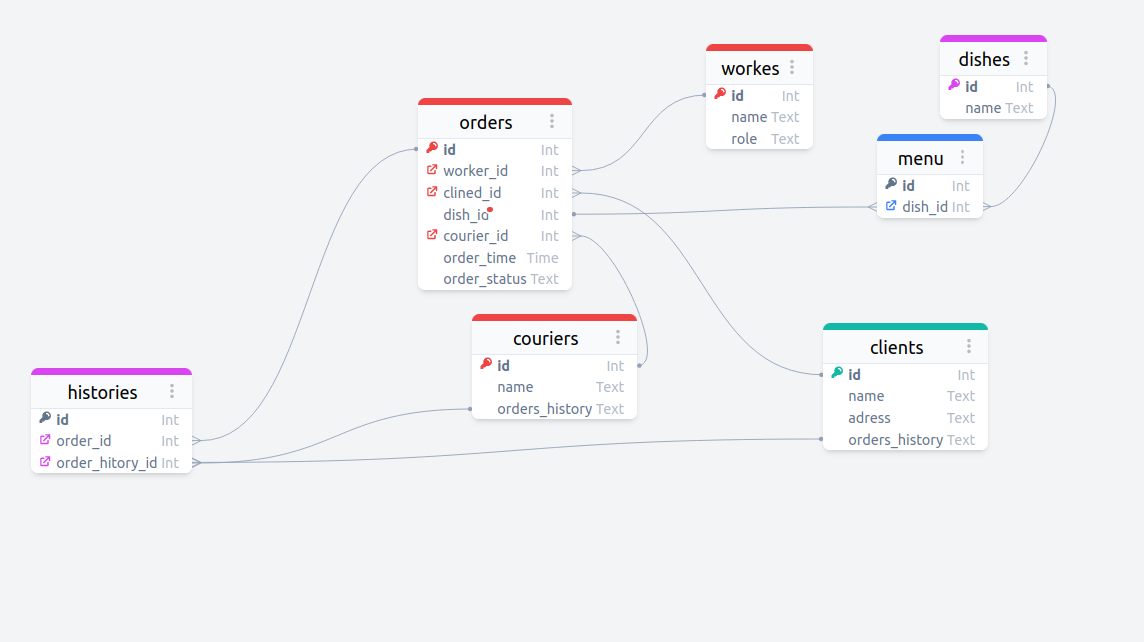 workes
id Int
name Text
role Text
dishes
id Int
name Text
orders
id Int
worker_id Int
clined_id Int
dish_id Int
courier_id Int
order_time Time
order_status Text
menu
id Int
dish_id Int
couriers
id Int
name Text
orders_history Text
clients
id Int
name Text
adress Text
orders_history Text
histories
id Int
order_id Int
order_hitory_id Int